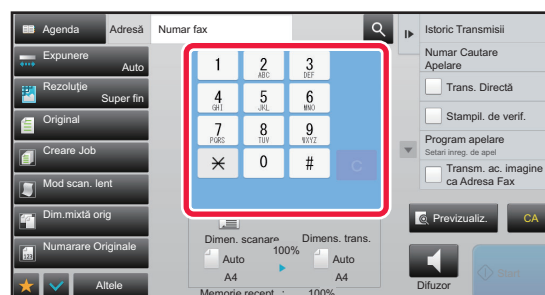 Agenda
Adresă
Numar fax
Expunere
Auto
Rezoluţie
Super fin
Original
Creare Job
Mod scan. lent
Dim.mixtă orig
Numarare Originale
Altele
1
2
ABC
3
DEF
4
GHI
5
JKL
6
MNO
7
PQRS
8
TUV
9
WXYZ
0
#
C
Dimen. scanare
100%
Dimens. trans.
Auto
A4
Auto
A4
Memorie recept. :
100%
Istoric Transmisii
Numar Cautare
Apelare
Trans. Directă
Stampil. de verif.
Program apelare
Setari inreg. de apel
Transm. ac. imagine
ca Adresa Fax
Previzualiz.
CA
Difuzor
Start